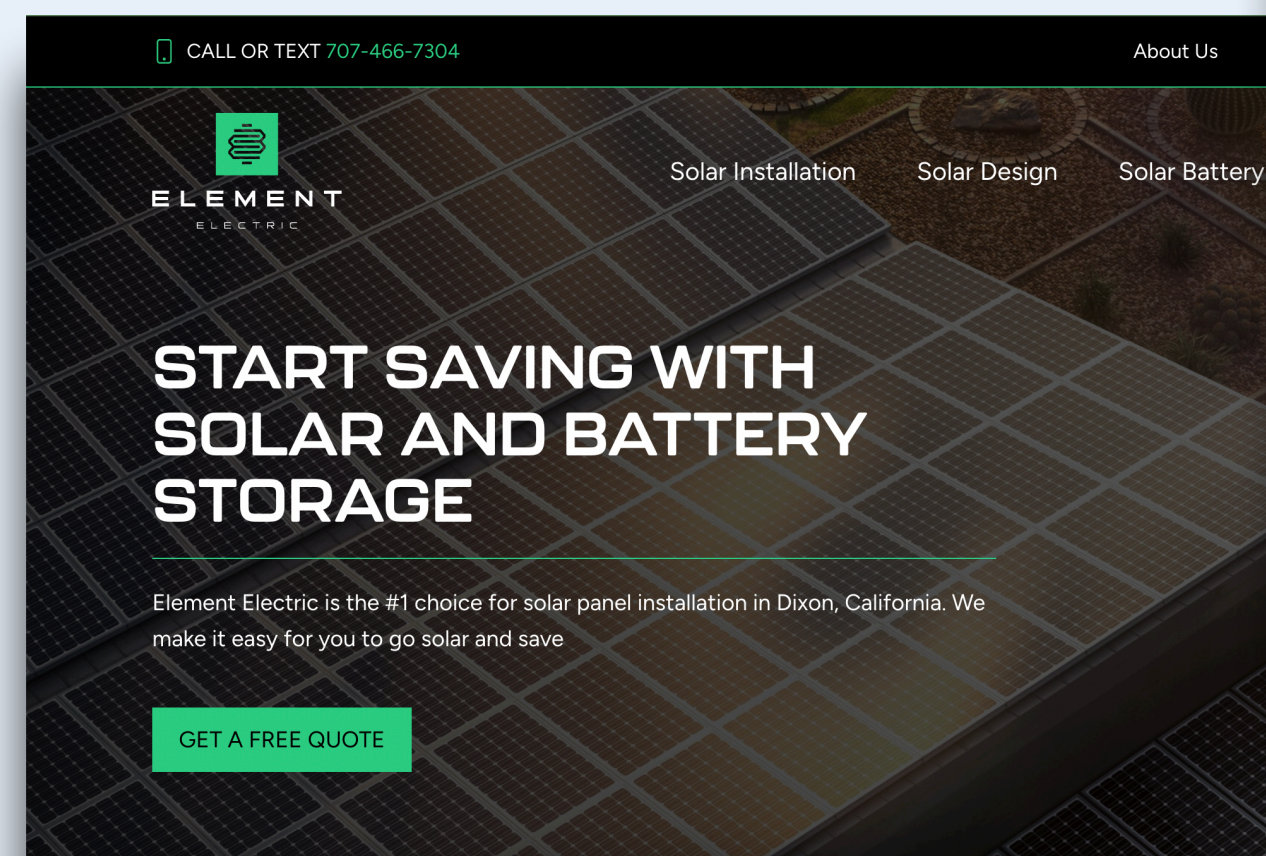 CALL OR TEXT 707-466-7304
About Us
ELEMENT
ELECTRIC
Solar Installation
Solar Design
Solar Battery
START SAVING WITH
SOLAR AND BATTERY
STORAGE
Element Electric is the #1 choice for solar panel installation in Dixon, California. We
make it easy for you to go solar and save
GET A FREE QUOTE